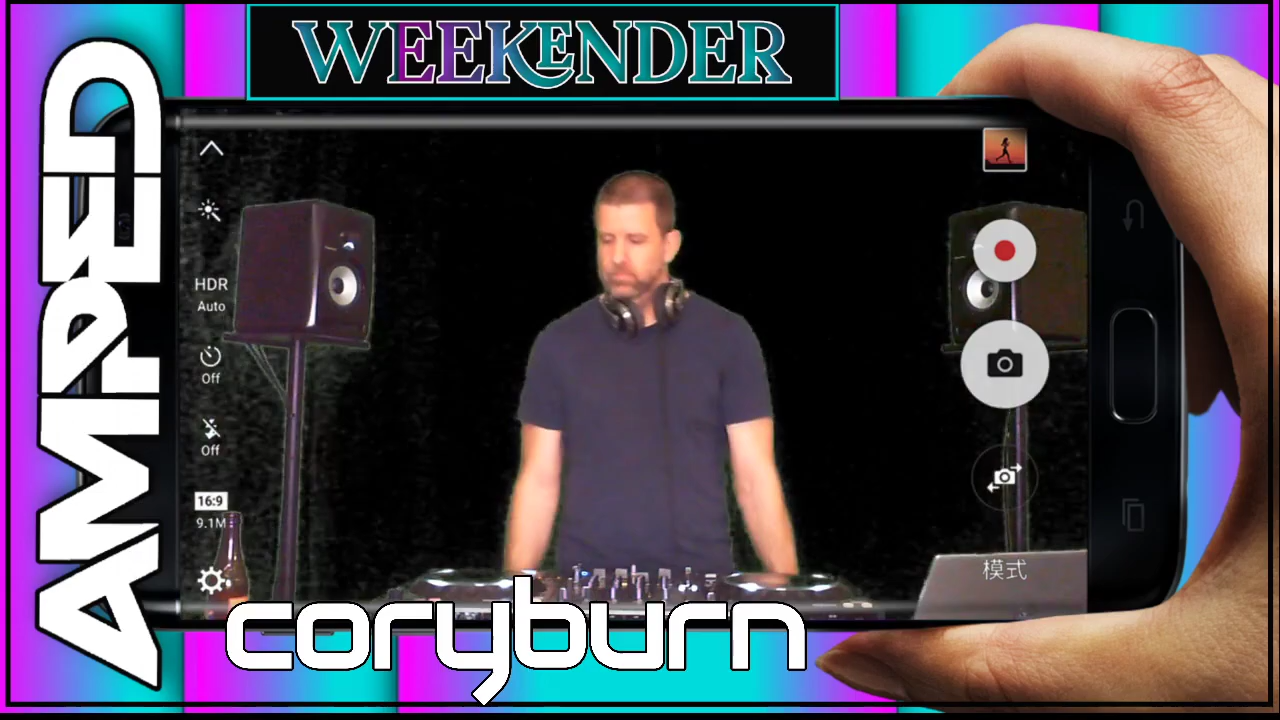 WEEKENDER
AMPED
HDR
Auto
Off
Off
16:9
9.1M
模式
coryburn